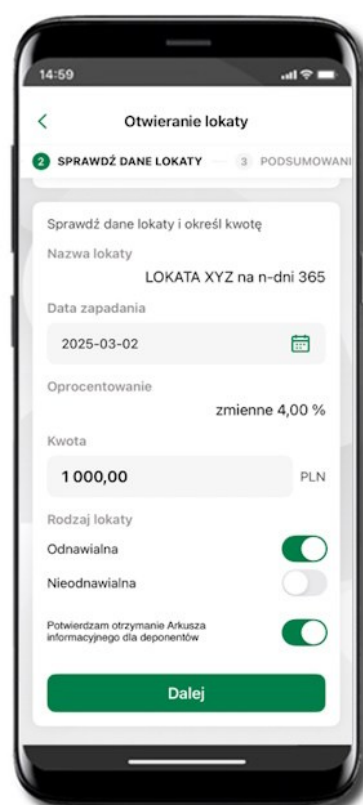 14:59
Otwieranie lokaty
2 SPRAWDŹ DANE LOKATY 3 PODSUMOWANI
Sprawdź dane lokaty i określ kwotę
Nazwa lokaty
LOKATA XYZ na n-dni 365
Data zapadania
2025-03-02
Oprocentowanie
zmienne 4,00 %
Kwota
1 000,00 PLN
Rodzaj lokaty
Odnawialna
Nieodnawialna
Potwierdzam otrzymanie Arkusza
informacyjnego dla deponentów
Dalej